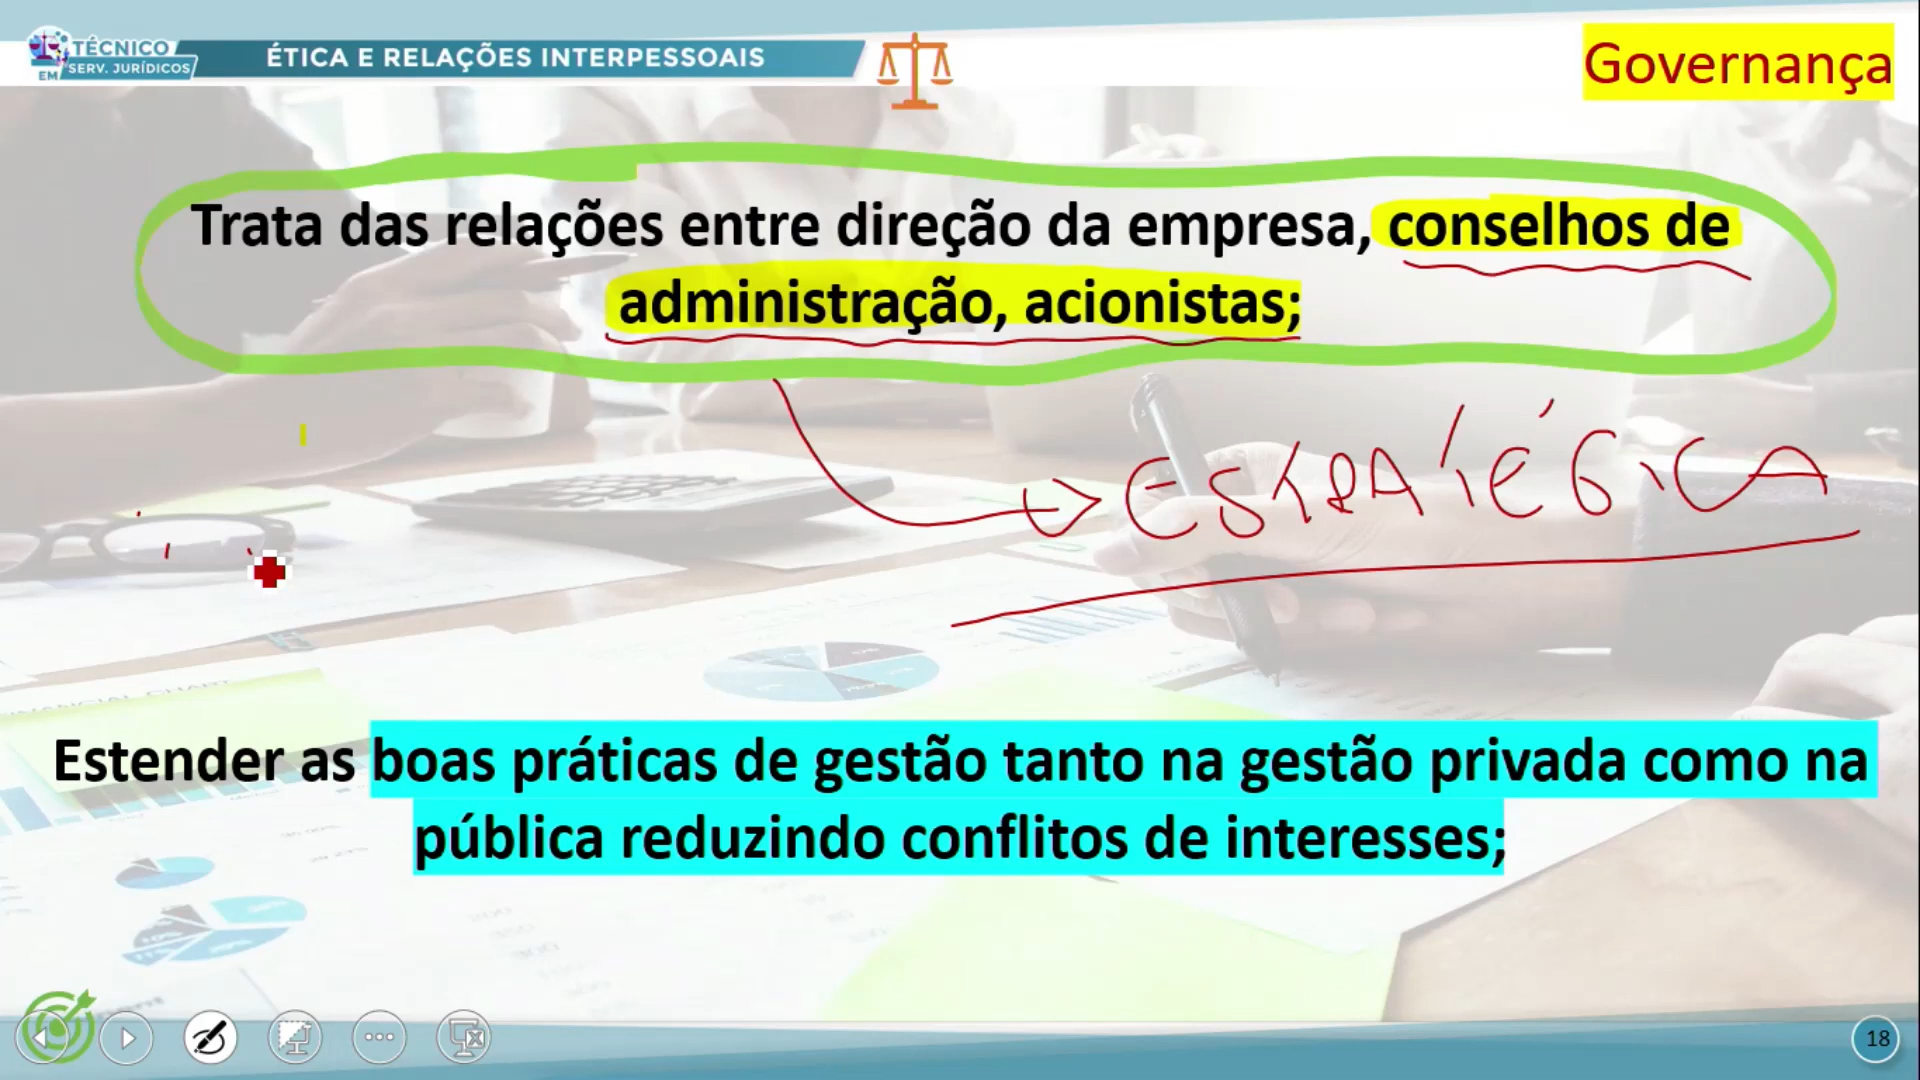 TÉCNICO
EM SERV. JURÍDICOS
ÉTICA E RELAÇÕES INTERPESSOAIS
Governança
Trata das relações entre direção da empresa, conselhos de
administração, acionistas;
ESTRATÉGICA
Estender as boas práticas de gestão tanto na gestão privada como na
pública reduzindo conflitos de interesses;
18